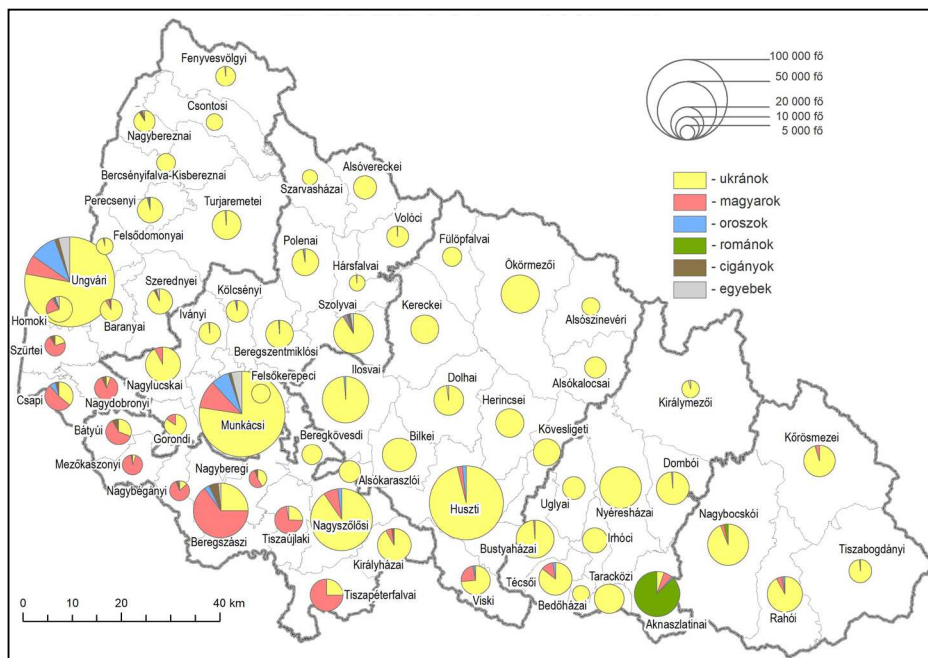 Fenyvesvölgyi
100 000 fő
50 000 fő
20 000 fő
10 000 fő
5 000 fő
Csontosi
Nagybereznai
Bercsényifalva-Kisbereznai
Szarvasházai
Alsóvereckei
- ukránok
- magyarok
- oroszok
- románok
- cigányok
- egyebek
Perecsenyi
Turjaremetei
Felsődomonyai
Volóci
Polenai
Fülöpfalvai
Ökörmezői
Ungvári
Hársfalvai
Szerednyei
Kölcsényi
Szolyvai
Homoki
Baranyai
Iványi
Kereckei
Alsószinevéri
Beregszentmiklósi
Szürtei
Nagylucskai
Felsőkerepeci
Ilosvai
Dolhai
Alsókalocsai
Csapi
Nagydobronyi
Munkácsi
Királymezői
Herincsei
Bátyúi
Gorondi
Beregkövesdi
Bilkei
Kövesligeti
Kőrösmezei
Mezőkaszonyi
Nagyberegi
Alsókaraszlói
Dombói
Nagybégányi
Uglyai
Nyéresházai
Nagybocskói
Beregszászi
Tiszaújlaki
Nagyszőlősi
Huszti
Bustyaházai
Irhóci
Tiszabogdányi
Királyházai
Técsői
Taracközi
Tiszapéterfalvai
Viski
Bedőházai
Aknaszlatinai
Rahói
0 10 20 40 km